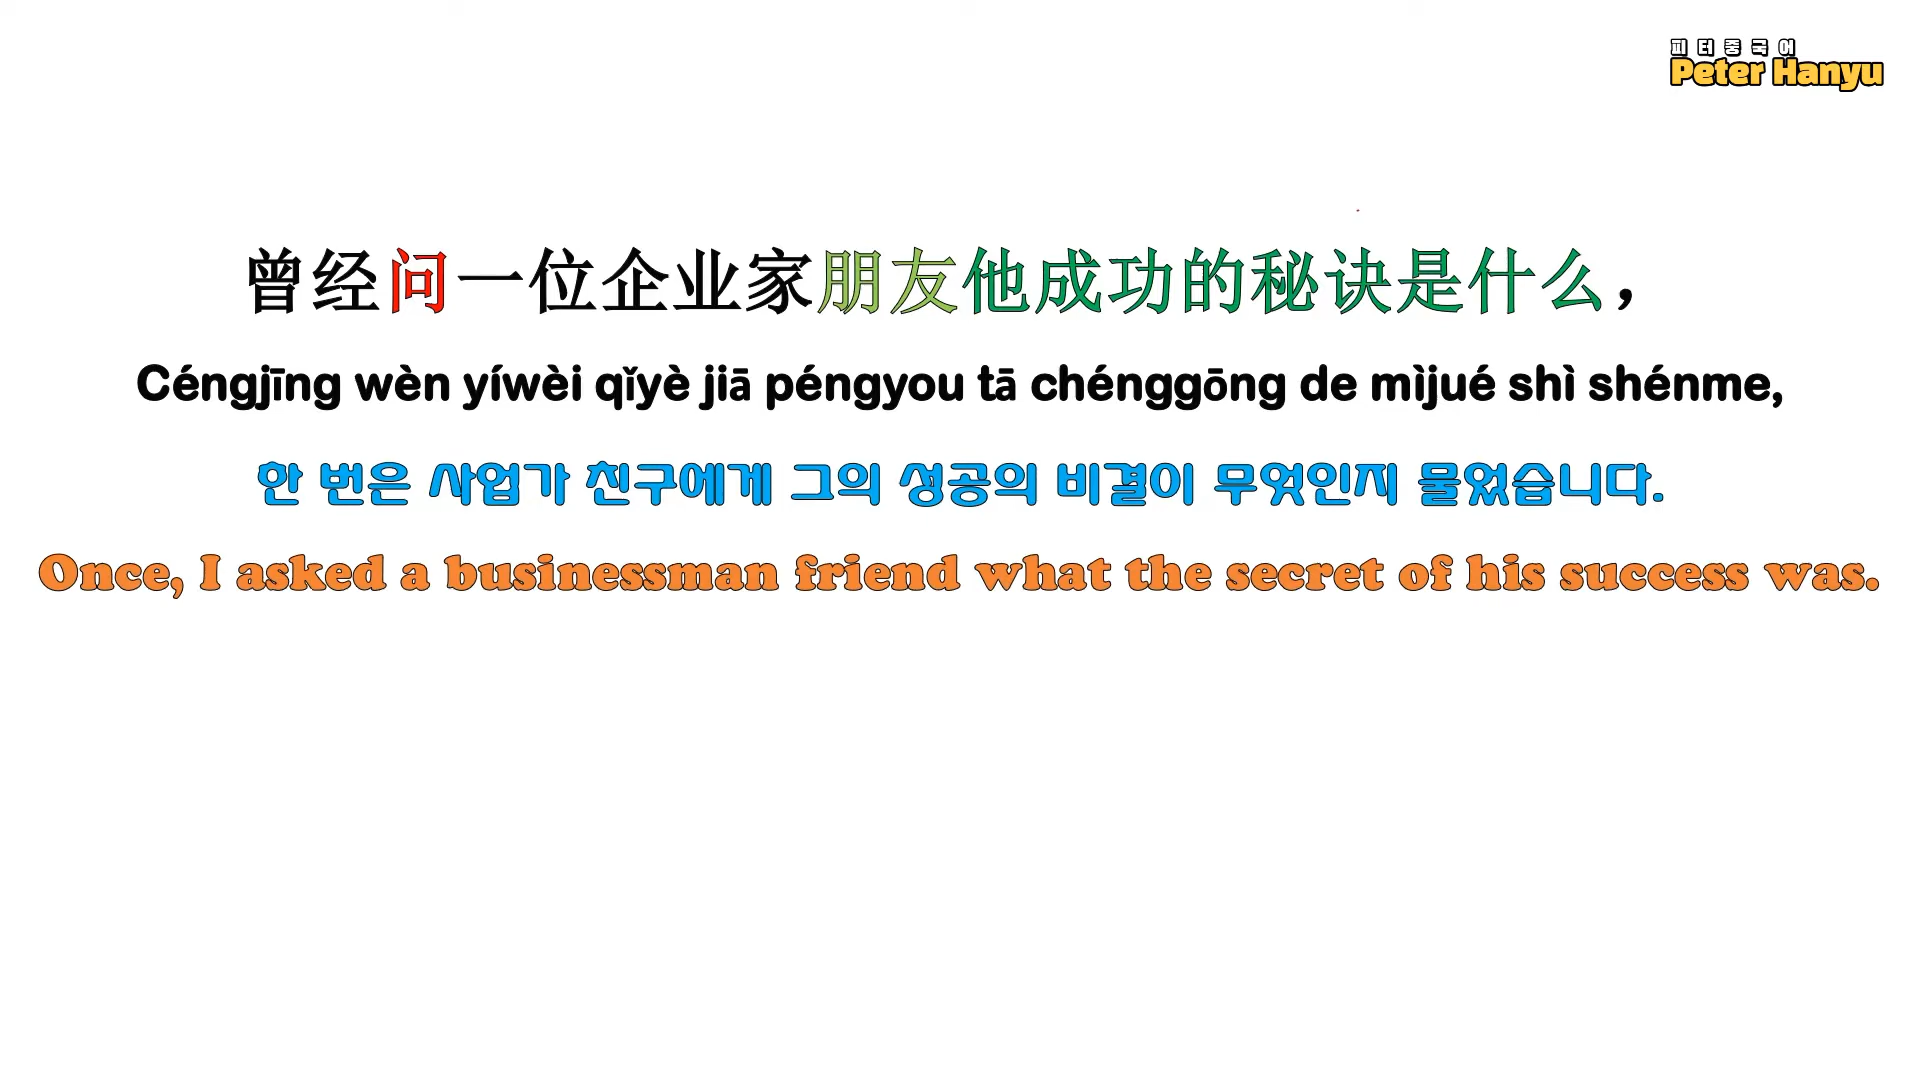 피터중국어
Peter Hanyu
曾经问一位企业家朋友他成功的秘诀是什么，
Céngjīng wèn yíwèi qǐyè jiā péngyou tā chénggōng de mìjué shì shénme,
한 번은 사업가 친구에게 그의 성공의 비결이 무엇인지 물었습니다.
Once, I asked a businessman friend what the secret of his success was.